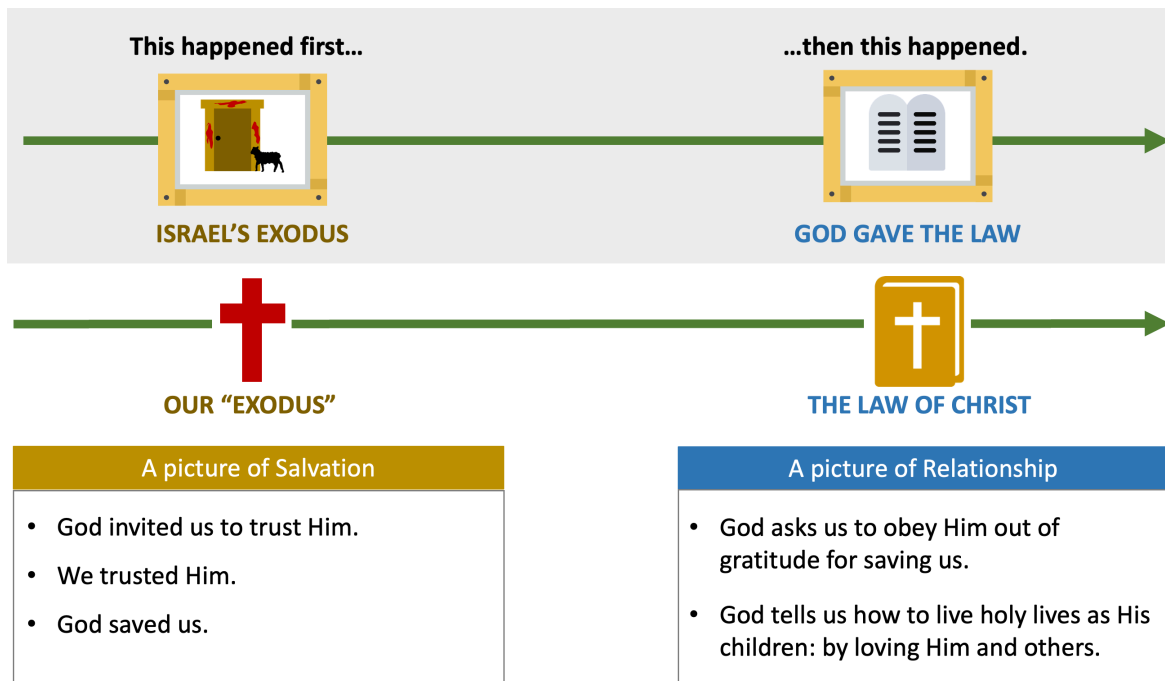 This happened first…
…then this happened.
ISRAEL’S EXODUS
GOD GAVE THE LAW
OUR “EXODUS”
THE LAW OF CHRIST
A picture of Salvation
• God invited us to trust Him.
• We trusted Him.
• God saved us.
A picture of Relationship
• God asks us to obey Him out of
gratitude for saving us.
• God tells us how to live holy lives as His
children: by loving Him and others.